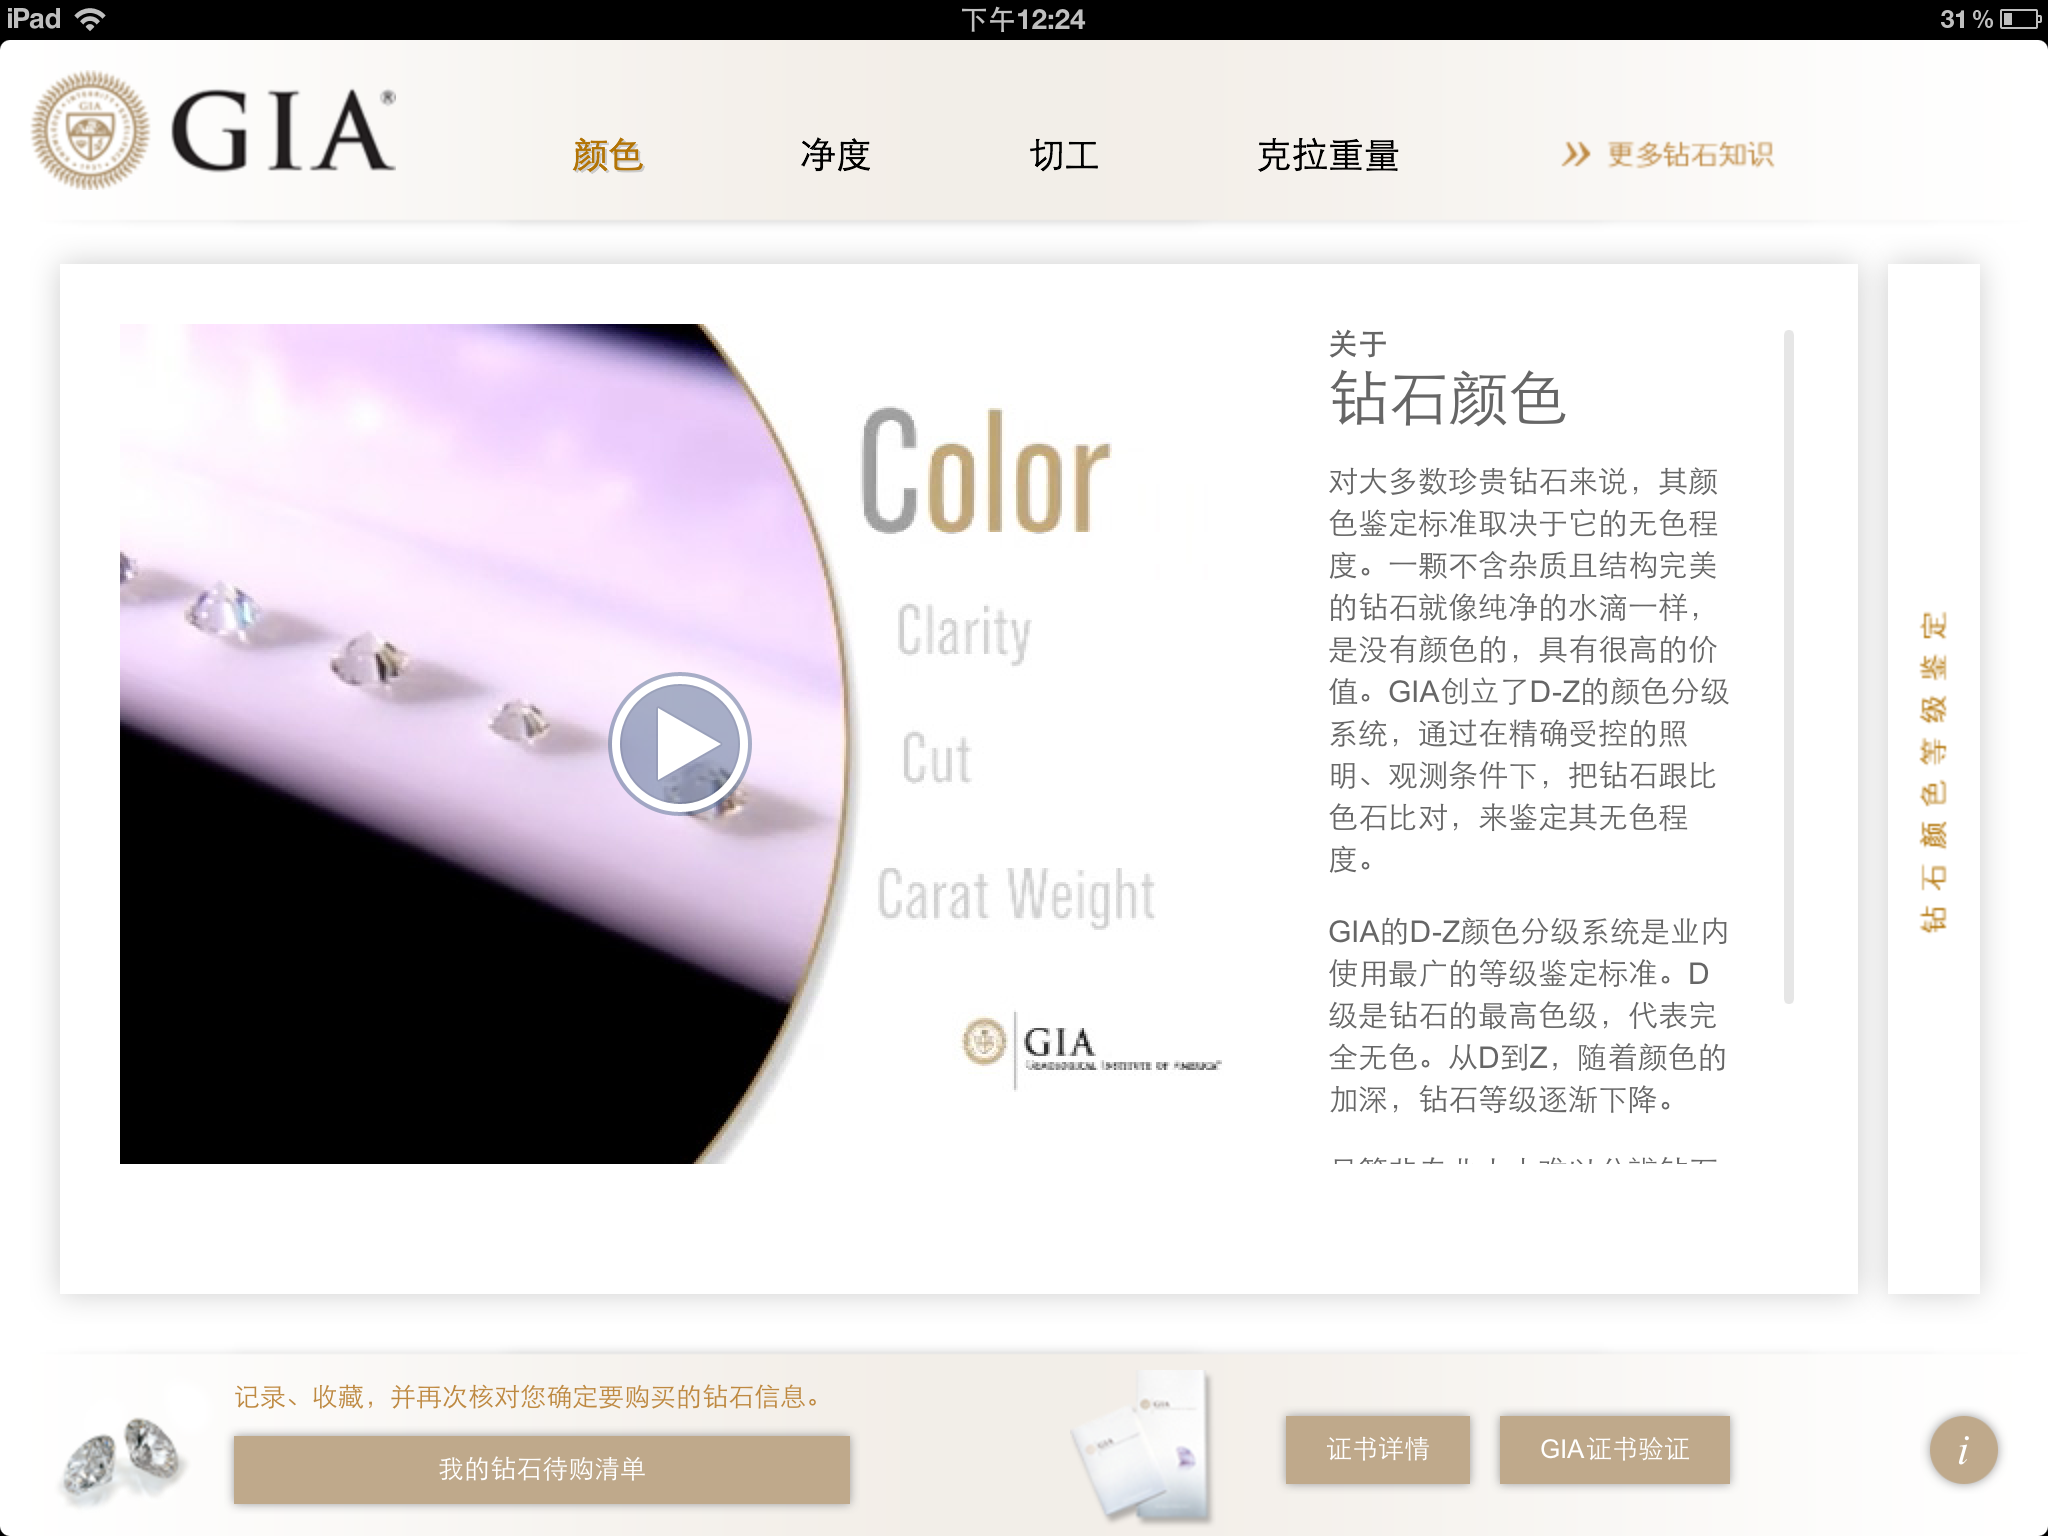 iPad
下午12:24
31 %
GIA®
颜色
净度
切工
克拉重量
更多钻石知识
Color
Clarity
Cut
Carat Weight
GIA
GEMOLOGICAL INSTITUTE OF AMERICA®
关于
钻石颜色
对大多数珍贵钻石来说，其颜
色鉴定标准取决于它的无色程
度。一颗不含杂质且结构完美
的钻石就像纯净的水滴一样，
是没有颜色的，具有很高的价
值。GIA创立了D-Z的颜色分级
系统，通过在精确受控的照
明、观测条件下，把钻石跟比
色石比对，来鉴定其无色程
度。
GIA的D-Z颜色分级系统是业内
使用最广的等级鉴定标准。D
级是钻石的最高色级，代表完
全无色。从D到Z，随着颜色的
加深，钻石等级逐渐下降。
钻石颜色等级鉴定
记录、收藏，并再次核对您确定要购买的钻石信息。
我的钻石待购清单
GIA
GIA
证书详情
GIA证书验证
i